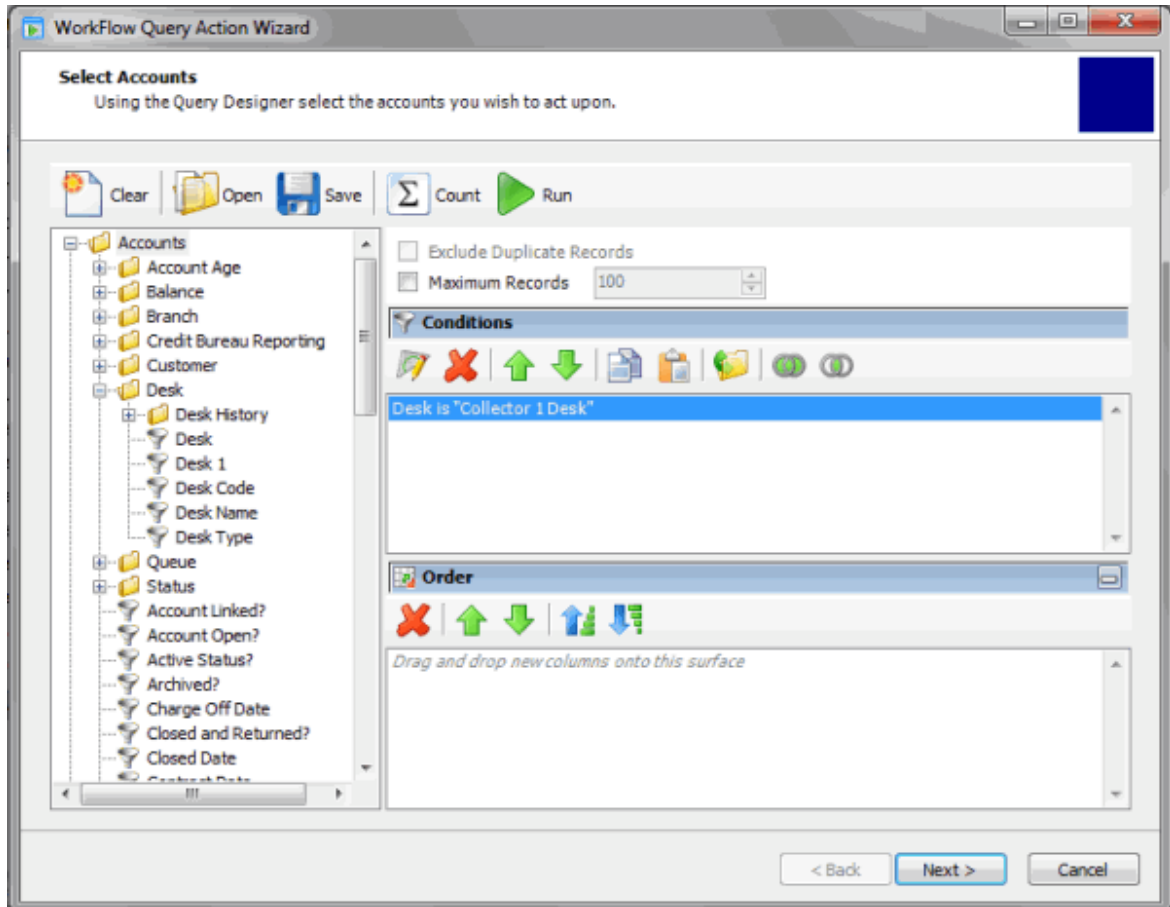 WorkFlow Query Action Wizard
Select Accounts
Using the Query Designer select the accounts you wish to act upon.
Clear
Open
Save
Count
Run
Accounts
Account Age
Balance
Branch
Credit Bureau Reporting
Customer
Desk
Desk History
Desk
Desk 1
Desk Code
Desk Name
Desk Type
Queue
Status
Account Linked?
Account Open?
Active Status?
Archived?
Charge Off Date
Closed and Returned?
Closed Date
Exclude Duplicate Records
Maximum Records 100
Conditions
Desk is "Collector 1 Desk"
Order
Drag and drop new columns onto this surface
< Back
Next >
Cancel